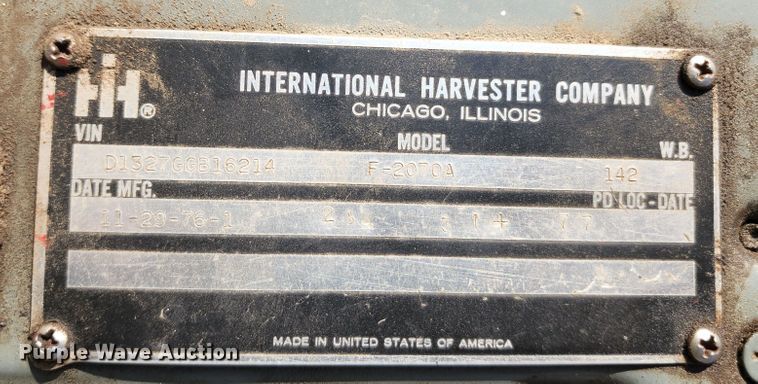 IH®
INTERNATIONAL HARVESTER COMPANY
CHICAGO, ILLINOIS
VIN MODEL W.B.
D1327GGB16214 F-2070A 142
DATE MFG. PD LOC - DATE
11-29-76-1
MADE IN UNITED STATES OF AMERICA
Purple Wave Auction